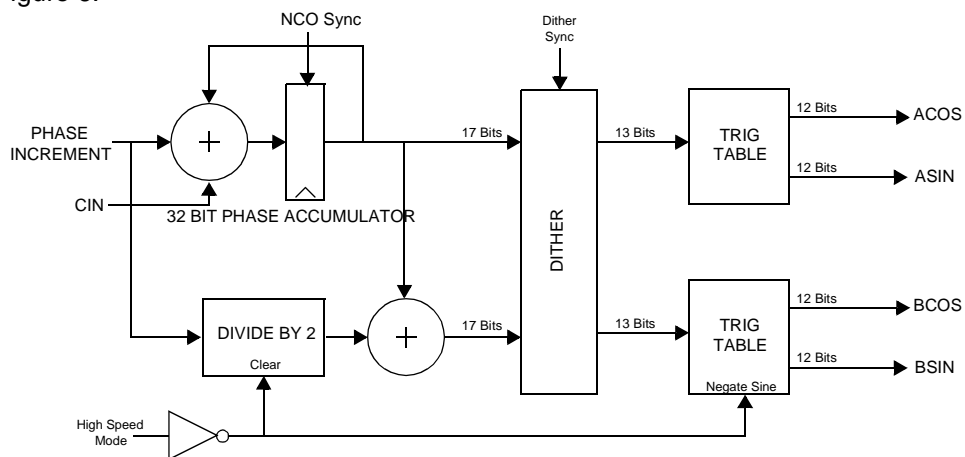 NCO Sync
Dither
Sync
PHASE
INCREMENT
+
CIN
32 BIT PHASE ACCUMULATOR
17 Bits
13 Bits
TRIG
TABLE
12 Bits
ACOS
12 Bits
ASIN
DITHER
DIVIDE BY 2
Clear
+
17 Bits
13 Bits
TRIG
TABLE
Negate Sine
12 Bits
BCOS
12 Bits
BSIN
High Speed
Mode